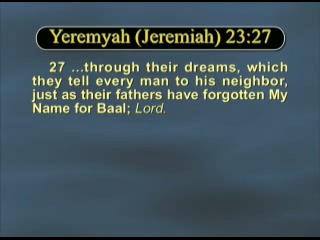 Yeremyah (Jeremiah) 23:27
27 ...through their dreams, which
they tell every man to his neighbor,
just as their fathers have forgotten My
Name for Baal; Lord.